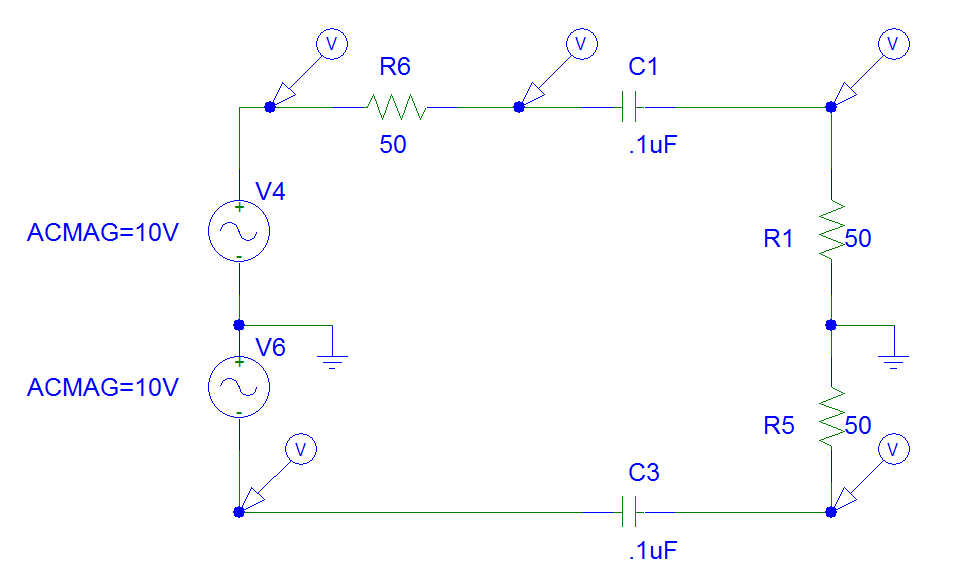 V
V
V
R6
C1
50
.1uF
V4
+
ACMAG=10V
-
R1
50
V6
+
ACMAG=10V
-
R5
50
V
V
C3
.1uF